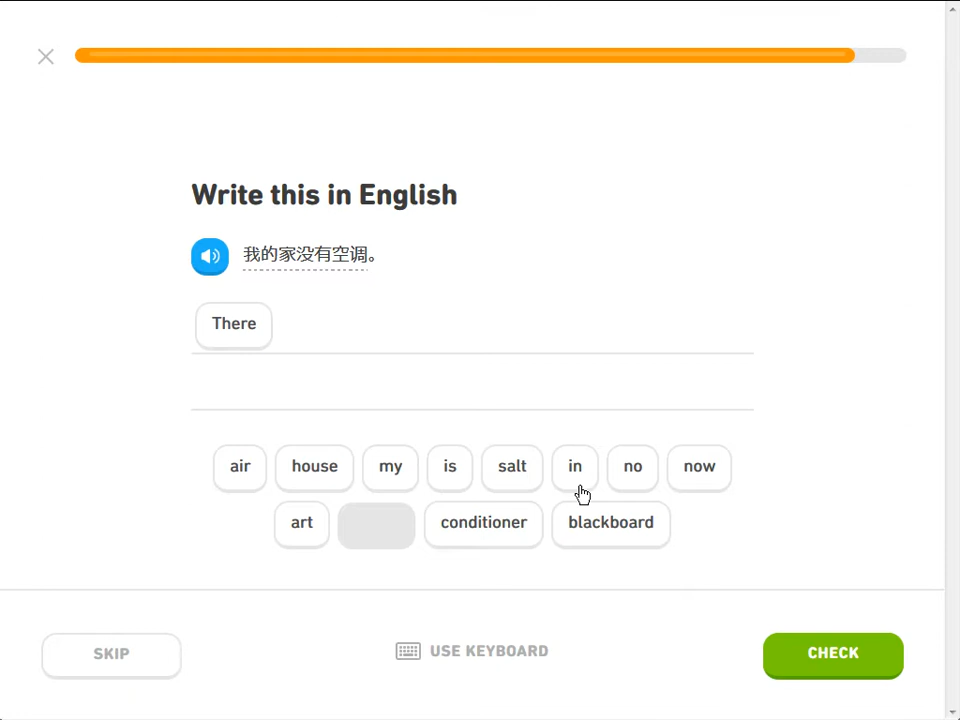 Write this in English
我的家没有空调。
There
air house my is salt in no now
art conditioner blackboard
SKIP USE KEYBOARD CHECK